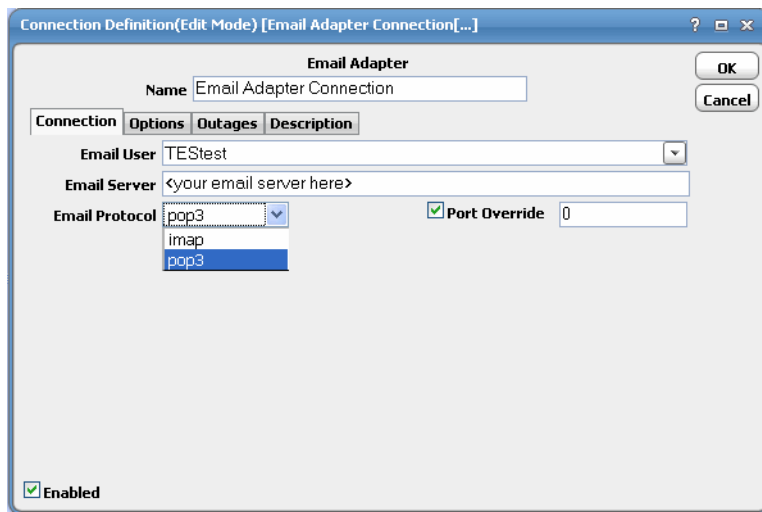 Connection Definition(Edit Mode) [Email Adapter Connection[...] ?
Email Adapter
OK
Name Email Adapter Connection
Cancel
Connection Options Outages Description
Email User TEStest
Email Server <your email server here>
Email Protocol pop3 Port Override 0
imap
pop3
Enabled